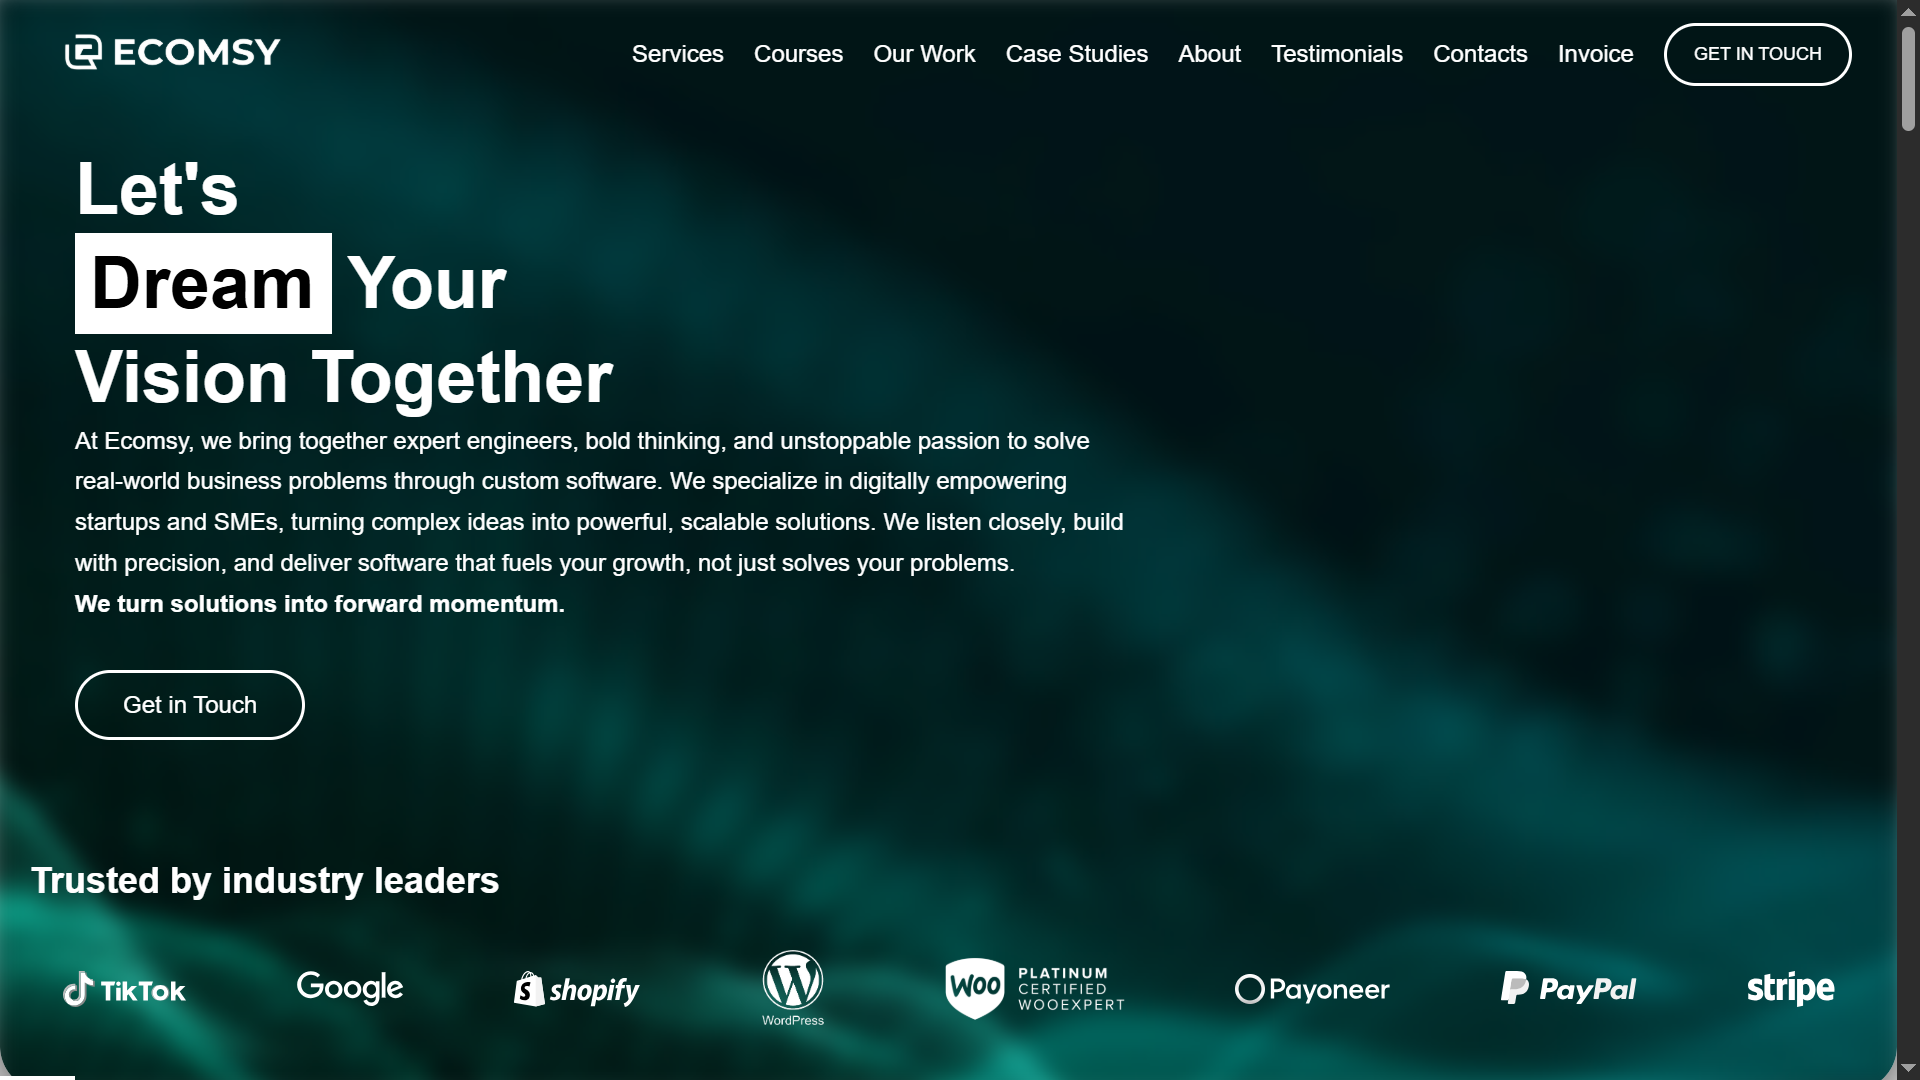 ECOMSY
Services Courses Our Work Case Studies About Testimonials Contacts Invoice GET IN TOUCH
Let's
Dream Your
Vision Together
At Ecomsy, we bring together expert engineers, bold thinking, and unstoppable passion to solve
real-world business problems through custom software. We specialize in digitally empowering
startups and SMEs, turning complex ideas into powerful, scalable solutions. We listen closely, build
with precision, and deliver software that fuels your growth, not just solves your problems.
We turn solutions into forward momentum.
Get in Touch
Trusted by industry leaders
TikTok
Google
shopify
WordPress
WOO PLATINUM
CERTIFIED
WOOEXPERT
Payoneer
PayPal
stripe